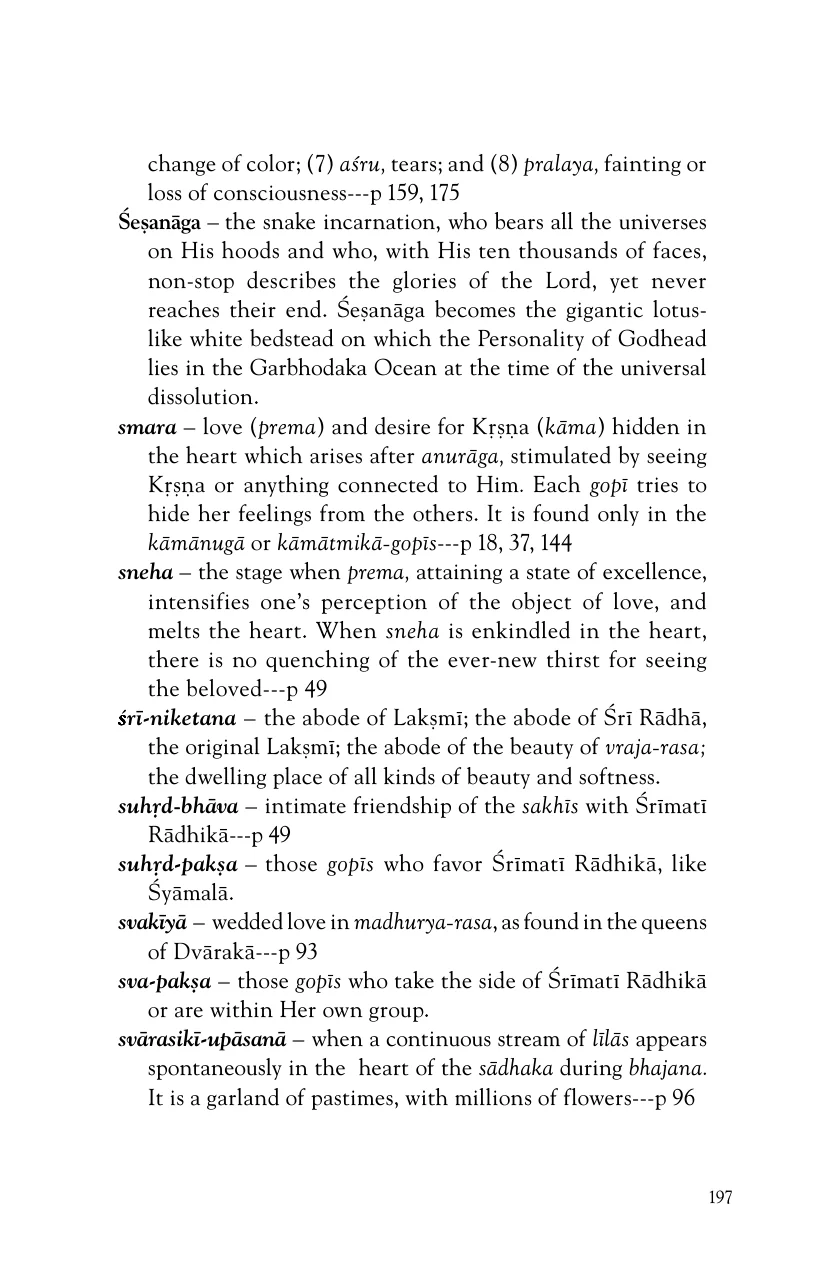 change of color; (7) aśru, tears; and (8) pralaya, fainting or
loss of consciousness---p 159, 175
Śeṣanāga – the snake incarnation, who bears all the universes
on His hoods and who, with His ten thousands of faces,
non-stop describes the glories of the Lord, yet never
reaches their end. Śeṣanāga becomes the gigantic lotus-
like white bedstead on which the Personality of Godhead
lies in the Garbhodaka Ocean at the time of the universal
dissolution.
smara – love (prema) and desire for Kṛṣṇa (kāma) hidden in
the heart which arises after anurāga, stimulated by seeing
Kṛṣṇa or anything connected to Him. Each gopī tries to
hide her feelings from the others. It is found only in the
kāmānugā or kāmātmikā-gopīs---p 18, 37, 144
sneha – the stage when prema, attaining a state of excellence,
intensifies one’s perception of the object of love, and
melts the heart. When sneha is enkindled in the heart,
there is no quenching of the ever-new thirst for seeing
the beloved---p 49
śrī-niketana – the abode of Lakṣmī; the abode of Śrī Rādhā,
the original Lakṣmī; the abode of the beauty of vraja-rasa;
the dwelling place of all kinds of beauty and softness.
suhṛd-bhāva – intimate friendship of the sakhīs with Śrīmatī
Rādhikā---p 49
suhṛd-pakṣa – those gopīs who favor Śrīmatī Rādhikā, like
Śyāmalā.
svakīyā – wedded love in madhurya-rasa, as found in the queens
of Dvārakā---p 93
sva-pakṣa – those gopīs who take the side of Śrīmatī Rādhikā
or are within Her own group.
svārasikī-upāsanā – when a continuous stream of līlās appears
spontaneously in the heart of the sādhaka during bhajana.
It is a garland of pastimes, with millions of flowers---p 96
197